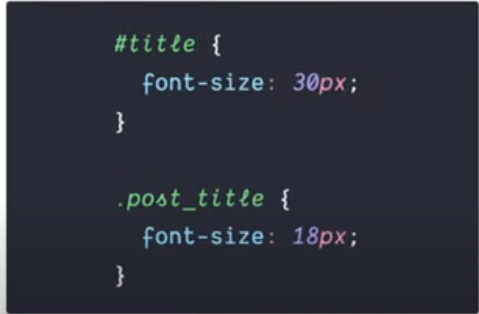 #title {
font-size: 30px;
}
.post_title {
font-size: 18px;
}